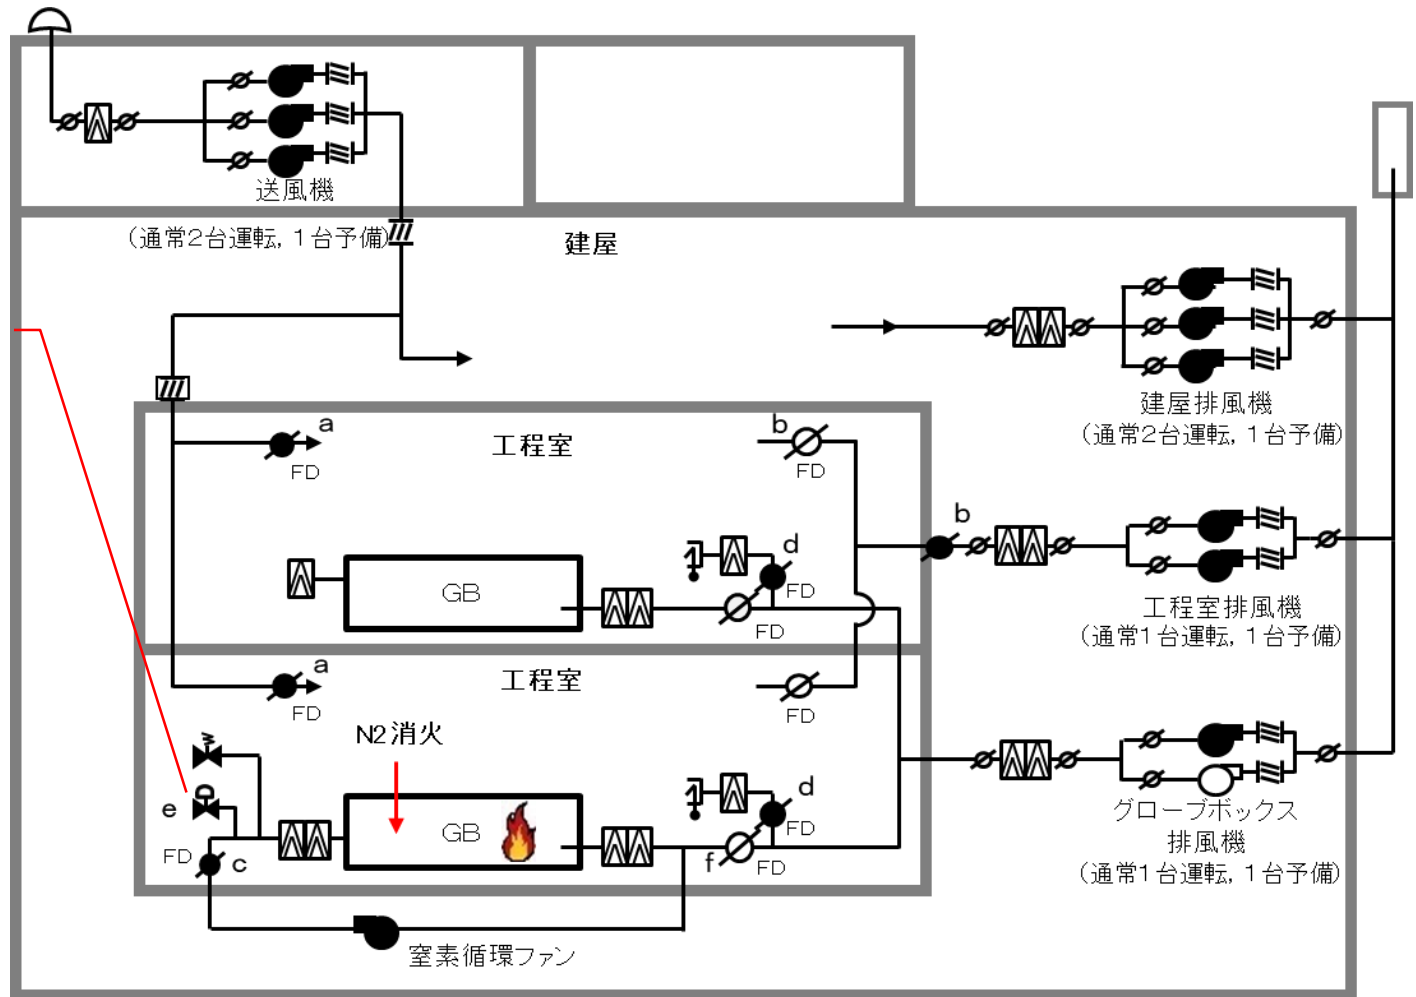 送風機
(通常2台運転, 1台予備)
建屋
建屋排風機
(通常2台運転, 1台予備)
a
FD
工程室
b
FD
b
GB
d
FD
FD
工程室排風機
(通常1台運転, 1台予備)
a
FD
工程室
FD
N2消火
W
D
e
FD
c
GB
d
FD
f
FD
グローブボックス
排風機
(通常1台運転, 1台予備)
窒素循環ファン